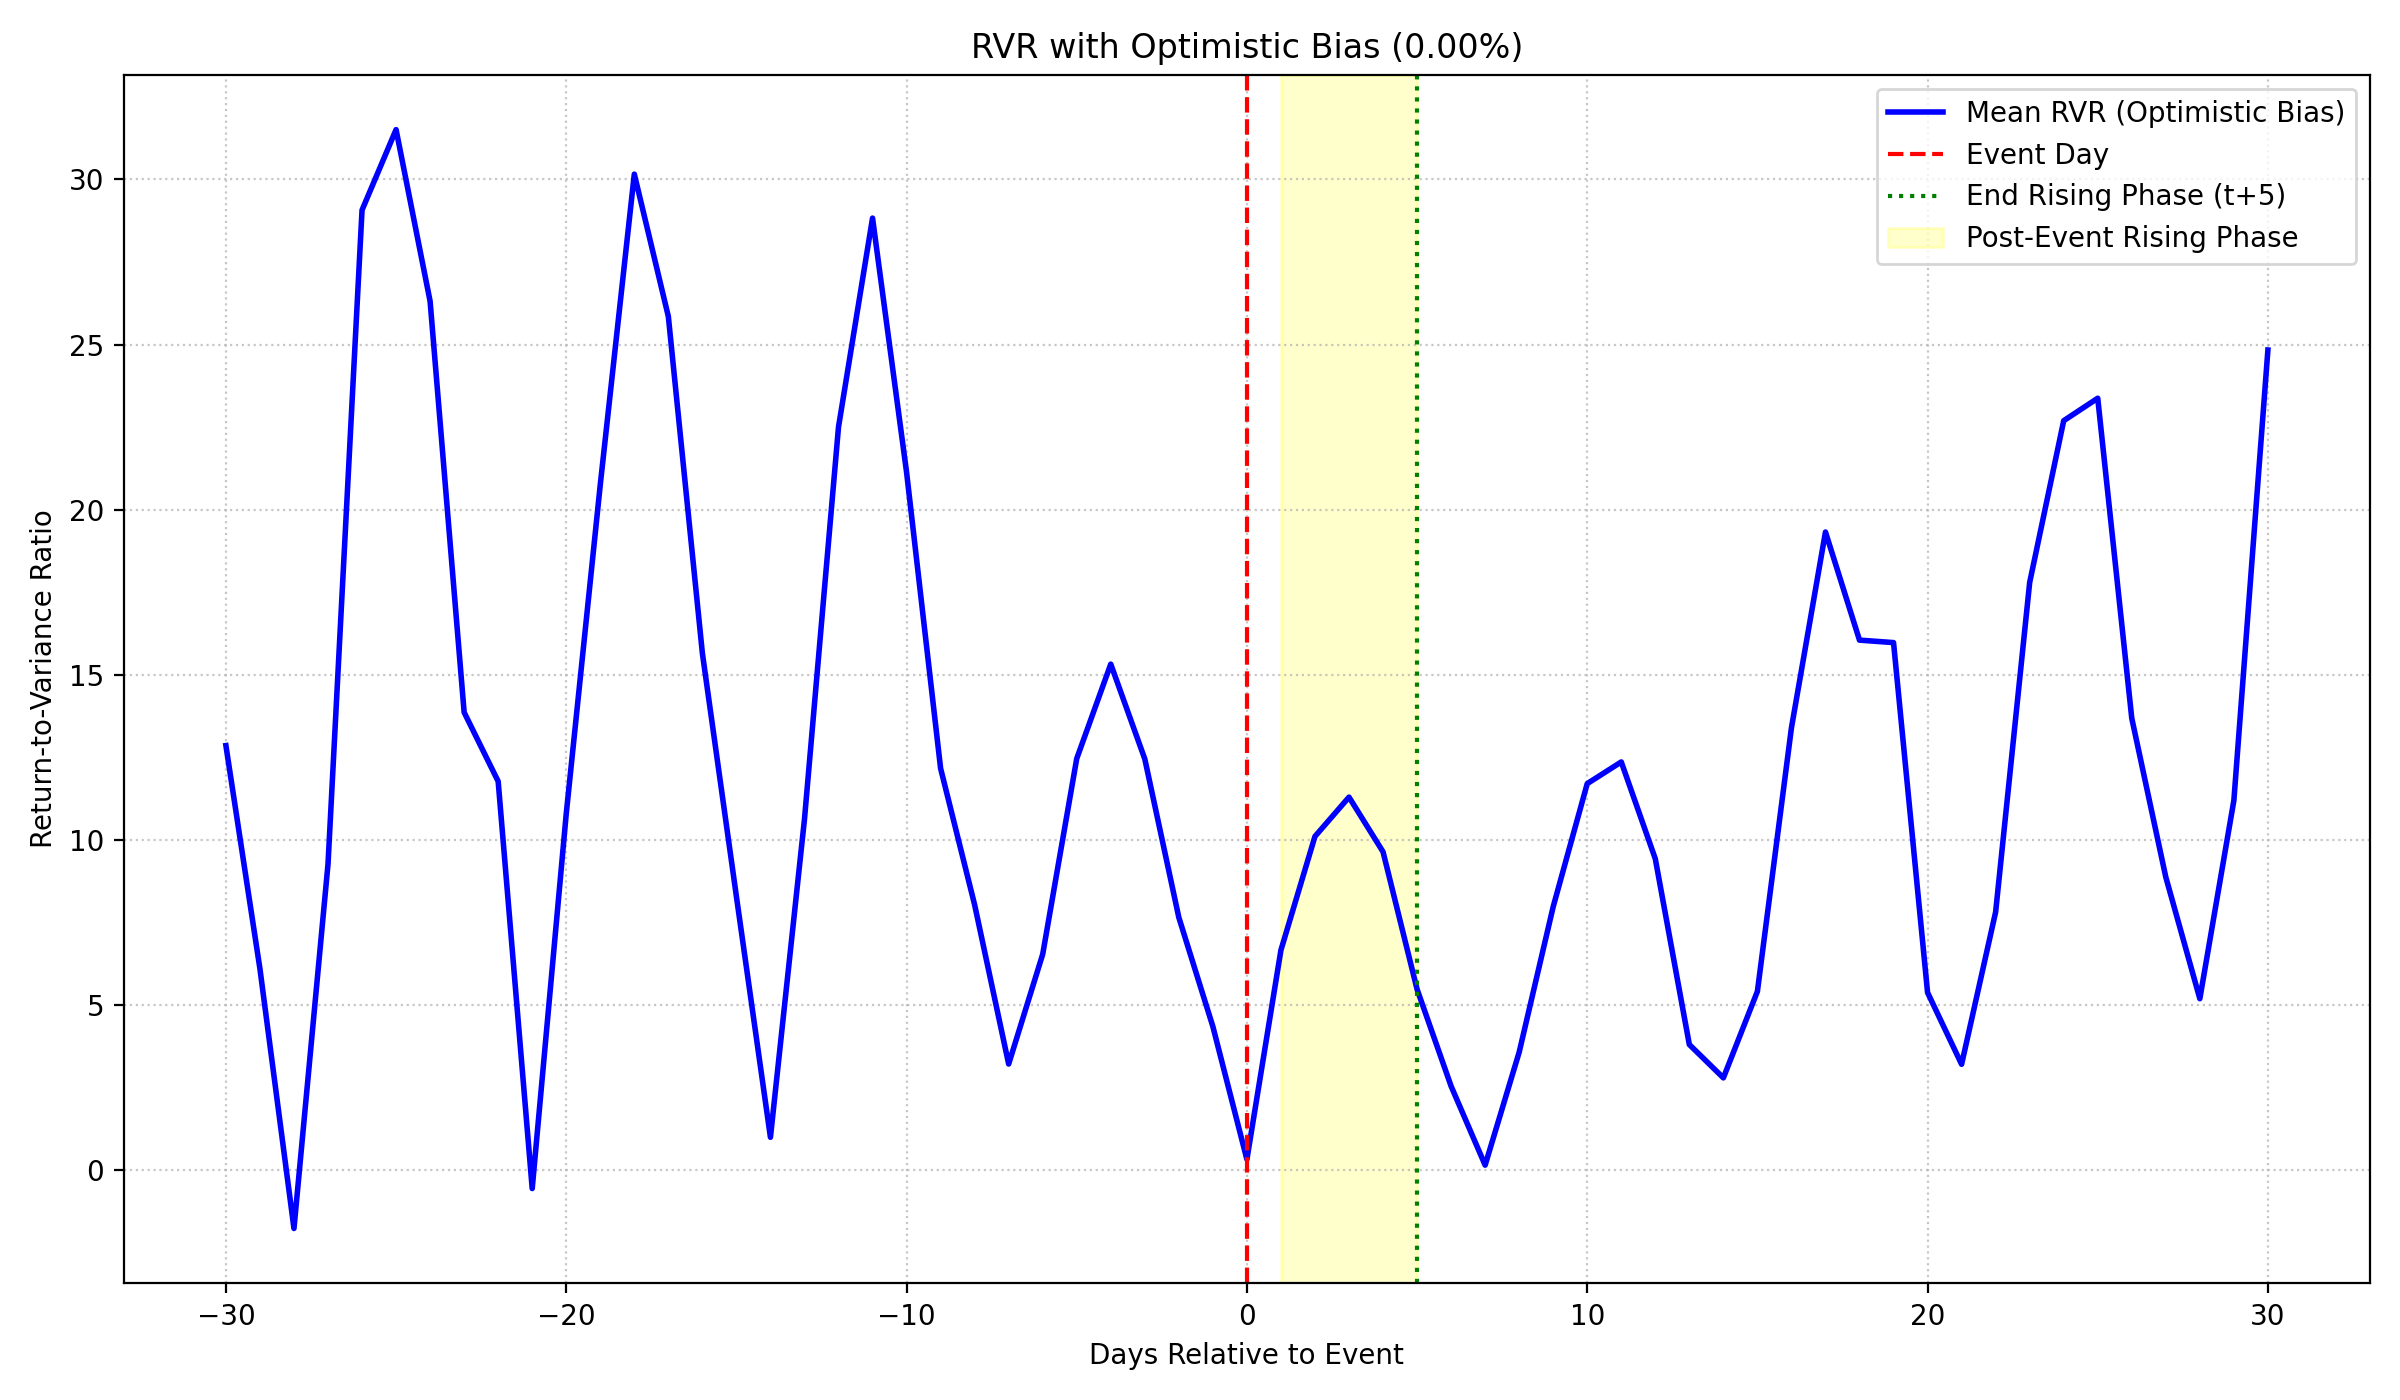 RVR with Optimistic Bias (0.00%)
Mean RVR (Optimistic Bias)
Event Day
End Rising Phase (t+5)
Post-Event Rising Phase
Return-to-Variance Ratio
30
25
20
15
10
5
0
−30
−20
−10
0
10
20
30
Days Relative to Event